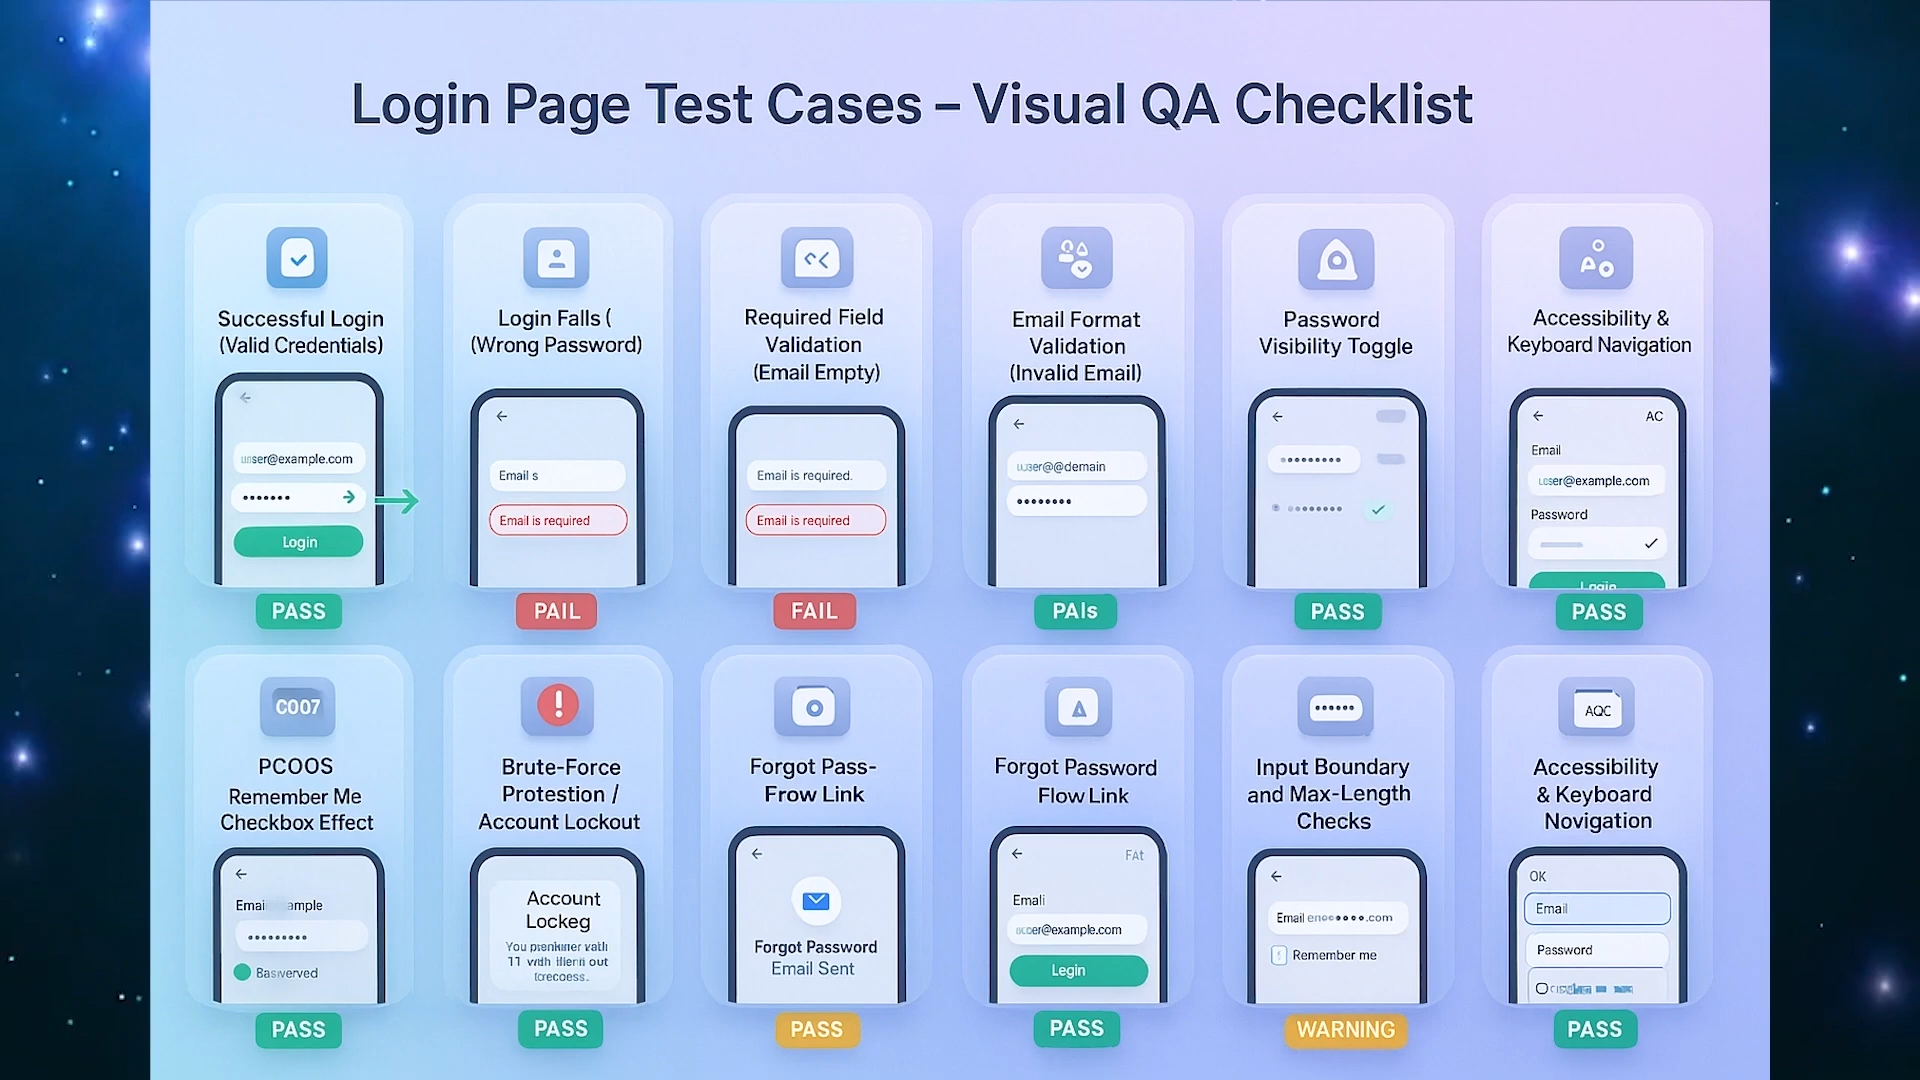 Login Page Test Cases – Visual QA Checklist
Successful Login
(Valid Credentials)
user@example.com
Login
PASS
Login Falls (
(Wrong Password)
Email s
Email is required
PAIL
Required Field
Validation
(Email Empty)
Email is required.
Email is required
FAIL
Email Format
Validation
(Invalid Email)
user@@demain
PAIs
Password
Visibility Toggle
PASS
Accessibility &
Keyboard Navigation
AC
Email
user@example.com
Password
Login
PASS
CO07
PCOOS
Remember Me
Checkbox Effect
PASS
Brute-Force
Protestion /
Account Lockout
Account
Lockeg
PASS
Forgot Pass-
Frow Link
Forgot Password
Email Sent
PASS
Forgot Password
Flow Link
FAt
Emali
@example.com
Legin
PASS
Input Boundary
and Max-Length
Checks
Email
.com
Remember me
WARNING
AQC
Accessibility
& Keyboard
Novigation
OK
Email
Password
PASS